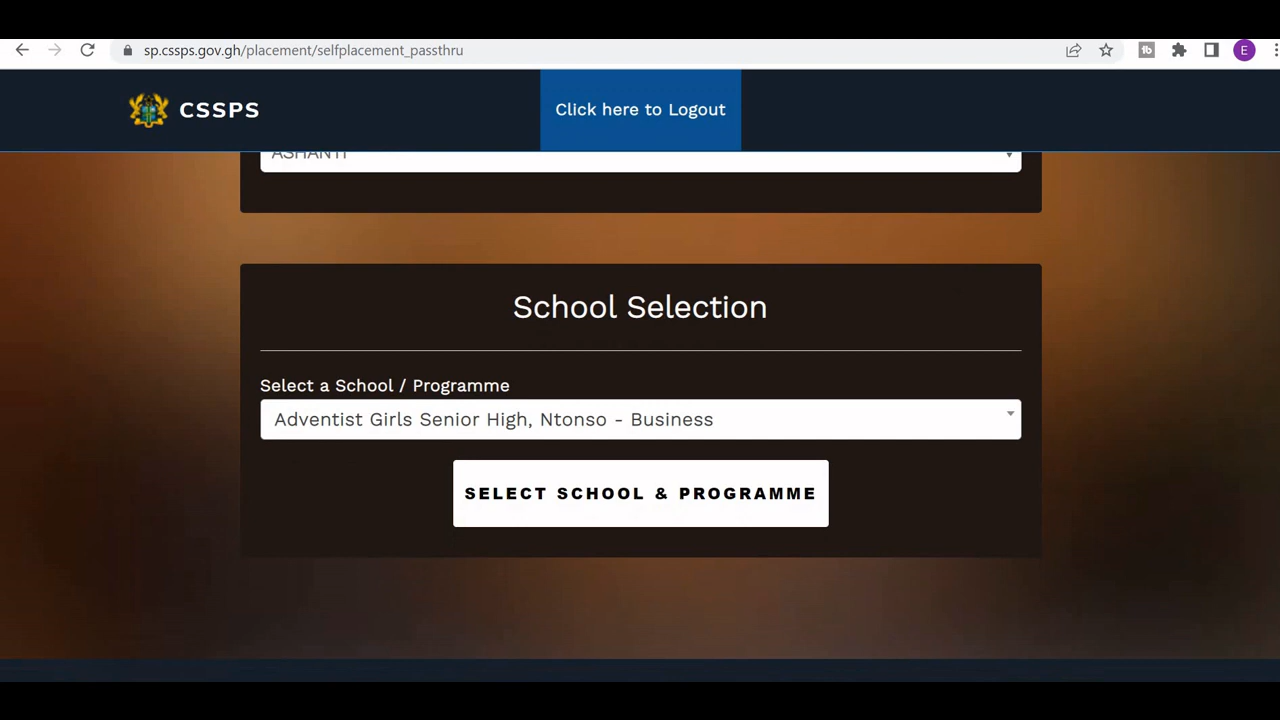 sp.cssps.gov.gh/placement/selfplacement_passthru
E
CSSPS
Click here to Logout
ASHANTI
School Selection
Select a School / Programme
Adventist Girls Senior High, Ntonso - Business
SELECT SCHOOL & PROGRAMME